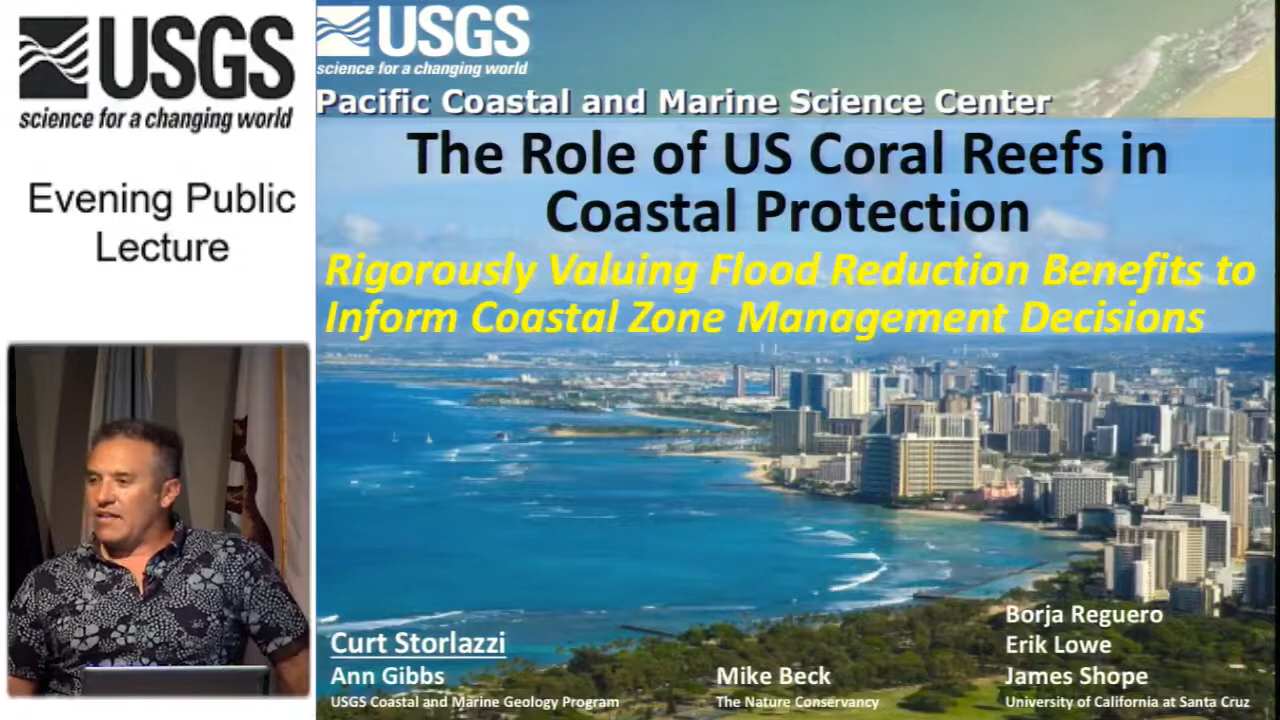 USGS
science for a changing world
Evening Public
Lecture
USGS
science for a changing world
Pacific Coastal and Marine Science Center
The Role of US Coral Reefs in
Coastal Protection
Rigorously Valuing Flood Reduction Benefits to
Inform Coastal Zone Management Decisions
Curt Storlazzi
Ann Gibbs
USGS Coastal and Marine Geology Program
Mike Beck
The Nature Conservancy
Borja Reguero
Erik Lowe
James Shope
University of California at Santa Cruz